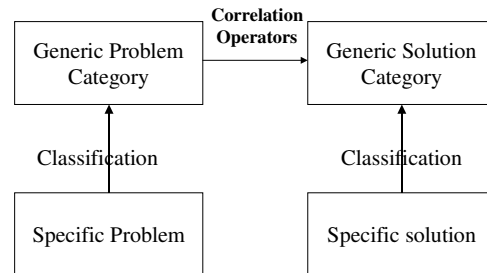 Correlation
Operators
Generic Problem
Category
Generic Solution
Category
Classification
Classification
Specific Problem
Specific solution